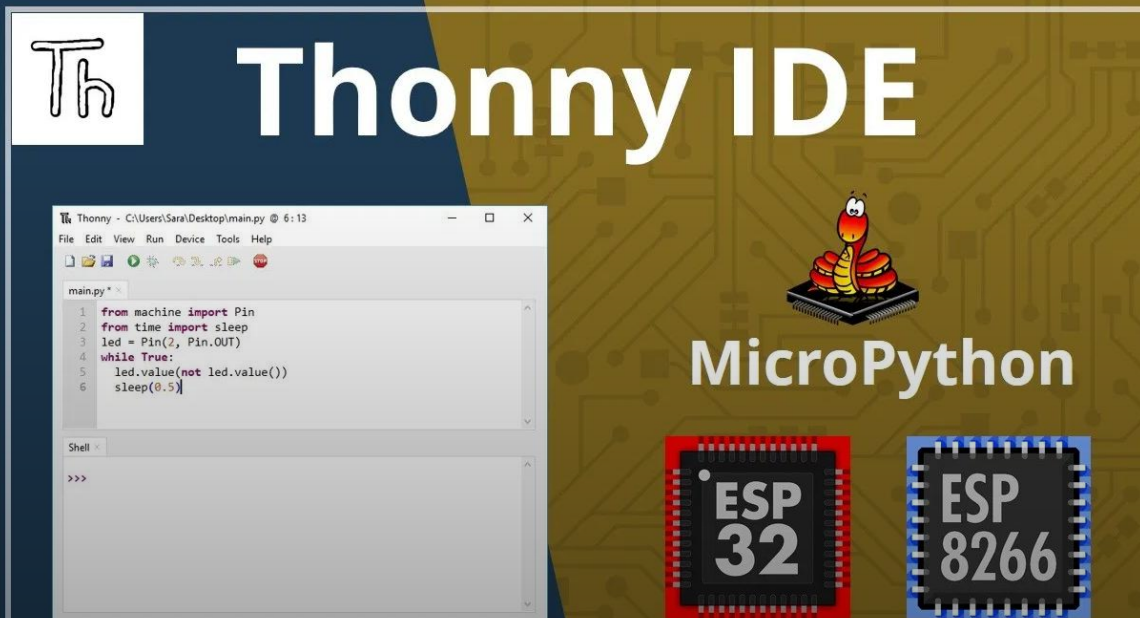 Th
Thonny IDE
Th Thonny - C:\Users\Sara\Desktop\main.py @ 6:13
File Edit View Run Device Tools Help
STOP
main.py *
1 from machine import Pin
2 from time import sleep
3 led = Pin(2, Pin.OUT)
4 while True:
5 led.value(not led.value())
6 sleep(0.5)
Shell
>>>
MicroPython
ESP
32
ESP
8266